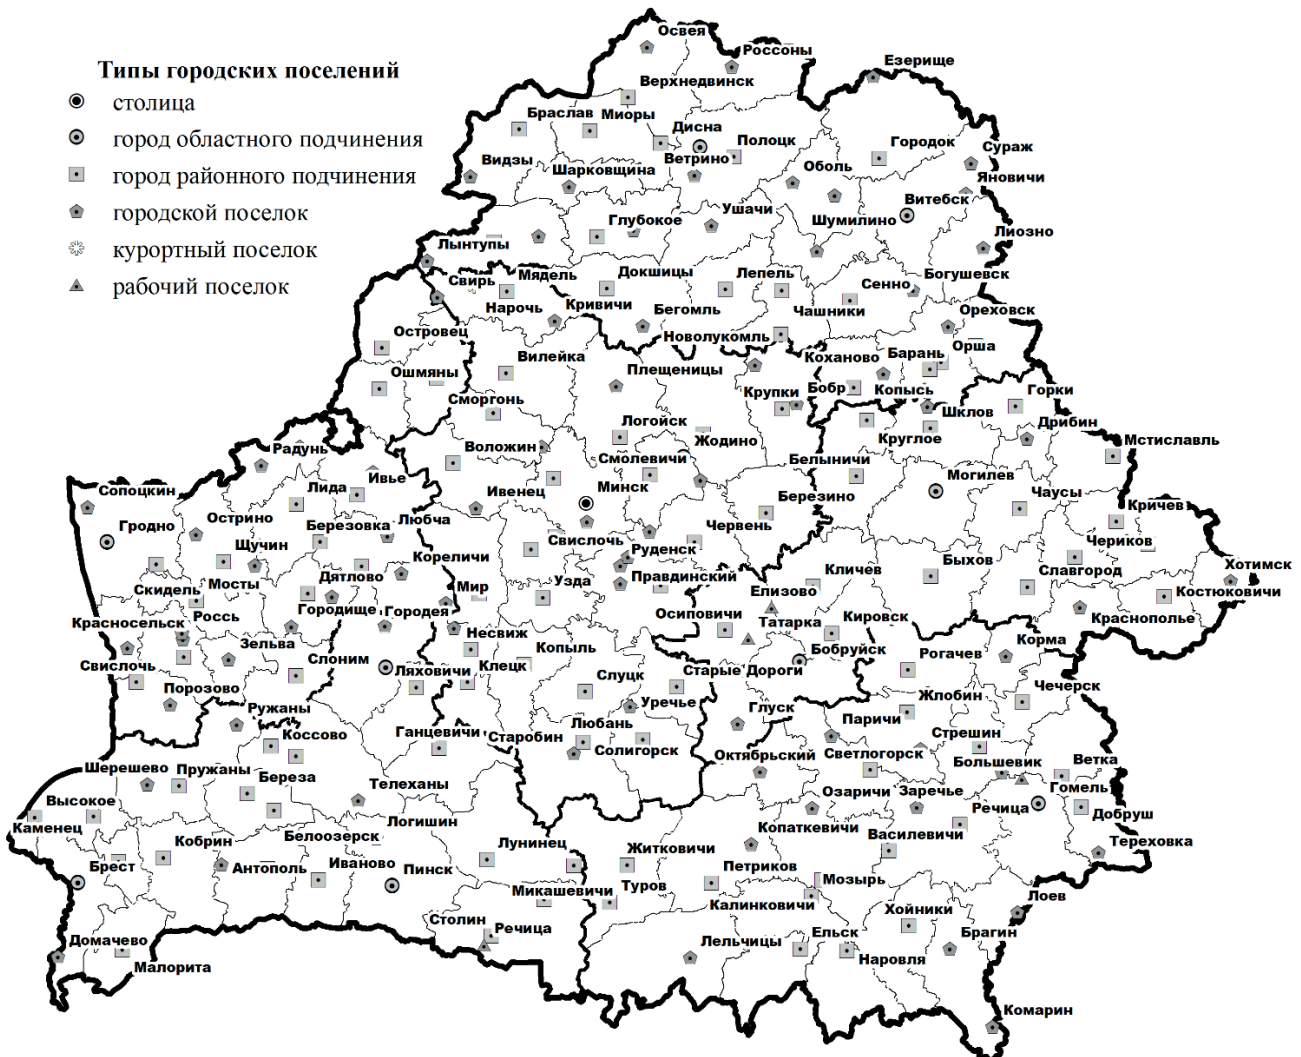 Типы городских поселений
столица
город областного подчинения
город районного подчинения
городской поселок
курортный поселок
рабочий поселок
Освея
Россоны
Езерище
Верхнедвинск
Браслав
Миоры
Дисна
Полоцк
Городок
Сураж
Видзы
Шарковщина
Ветрино
Оболь
Яновичи
Витебск
Глубокое
Ушачи
Шумилино
Лиозно
Лынтупы
Свирь
Мядель
Докшицы
Лепель
Сенно
Богушевск
Нарочь
Кривичи
Бегомль
Чашники
Ореховск
Островец
Новолукомль
Вилейка
Коханово
Барань
Орша
Ошмяны
Плещеницы
Крупки
Бобр
Копысь
Горки
Сморгонь
Логойск
Жодино
Шклов
Дрибин
Радунь
Воложин
Смолевичи
Круглое
Мстиславль
Сопоцкин
Лида
Ивье
Ивенец
Минск
Белыничи
Могилев
Березино
Чаусы
Кричев
Гродно
Острино
Березовка
Любча
Червень
Щучин
Кореличи
Свислочь
Руденск
Чериков
Скидель
Мосты
Дятлово
Мир
Узда
Правдинский
Кличев
Быхов
Славгород
Хотимск
Костюковичи
Елизово
Красносельск
Россь
Городище
Городея
Осиповичи
Татарка
Кировск
Краснополье
Зельва
Несвиж
Корма
Свислочь
Слоним
Ляховичи
Клецк
Копыль
Бобруйск
Рогачев
Порозово
Слуцк
Старые Дороги
Чечерск
Ружаны
Уречье
Глуск
Жлобин
Паричи
Коссово
Ганцевичи
Старобин
Любань
Стрешин
Солигорск
Октябрьский
Светлогорск
Большевик
Ветка
Шерешево
Пружаны
Береза
Телеханы
Гомель
Высокое
Озаричи
Заречье
Речица
Добруш
Каменец
Логишин
Копаткевичи
Василевичи
Кобрин
Белоозерск
Лунинец
Житковичи
Тереховка
Брест
Антополь
Иваново
Пинск
Петриков
Мозырь
Микашевичи
Туров
Калинковичи
Лоев
Столин
Речица
Хойники
Брагин
Домачево
Лельчицы
Ельск
Малорита
Наровля
Комарин